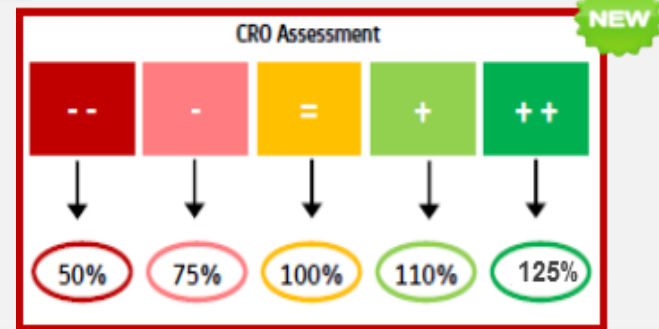 NEW
CRO Assessment
- - - = + + +
50% 75% 100% 110% 125%